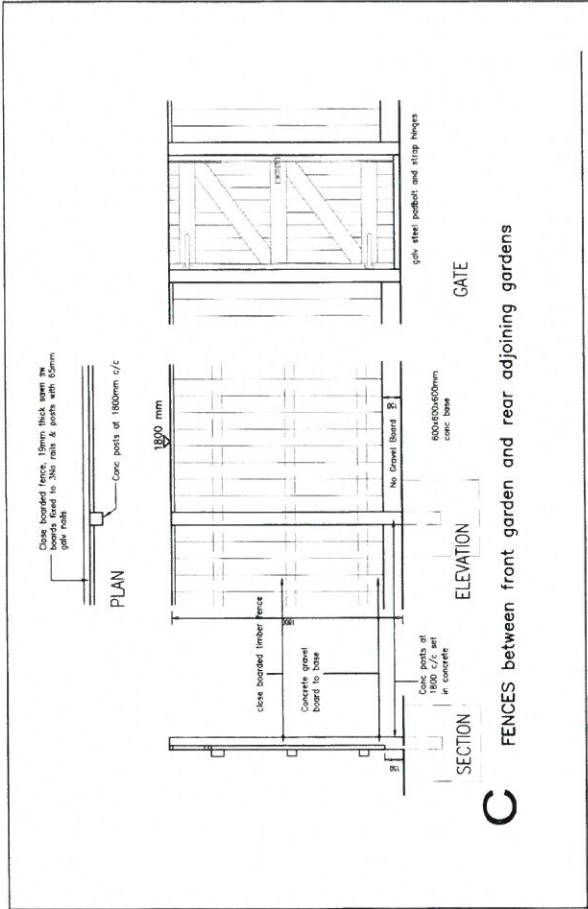 Close boarded fence, 19mm thick sawn sw
boards fixed to 3No rails & posts with 65mm
galv nails
Conc posts at 1800mm c/c
PLAN
1800 mm
close boarded timber fence
Concrete gravel
board to base
Conc posts at
1800 c/c set
in concrete
No Gravel Board
600x600x600mm
conc base
galv steel padbolt and strap hinges
SECTION
ELEVATION
GATE
C FENCES between front garden and rear adjoining gardens